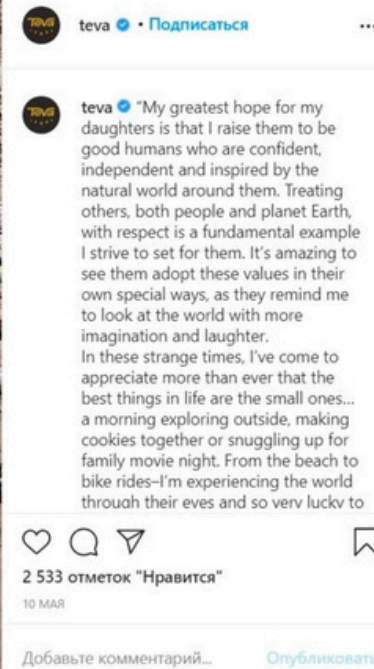 teva • Подписаться
teva "My greatest hope for my
daughters is that I raise them to be
good humans who are confident,
independent and inspired by the
natural world around them. Treating
others, both people and planet Earth,
with respect is a fundamental example
I strive to set for them. It's amazing to
see them adopt these values in their
own special ways, as they remind me
to look at the world with more
imagination and laughter.
In these strange times, I've come to
appreciate more than ever that the
best things in life are the small ones...
a morning exploring outside, making
cookies together or snuggling up for
family movie night. From the beach to
bike rides–I'm experiencing the world
through their eyes and so very lucky to
2 533 отметок "Нравится"
10 МАЯ
Добавьте комментарий...
Опубликовать